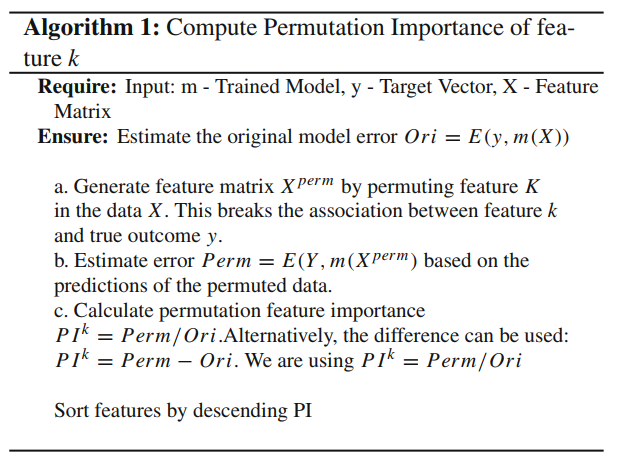 Algorithm 1: Compute Permutation Importance of fea-
ture k
Require: Input: m - Trained Model, y - Target Vector, X - Feature
Matrix
Ensure: Estimate the original model error Ori = E(y, m(X))
a. Generate feature matrix X^perm by permuting feature K
in the data X. This breaks the association between feature k
and true outcome y.
b. Estimate error Perm = E(Y, m(X^perm) based on the
predictions of the permuted data.
c. Calculate permutation feature importance
PI^k = Perm/Ori.Alternatively, the difference can be used:
PI^k = Perm − Ori. We are using PI^k = Perm/Ori
Sort features by descending PI